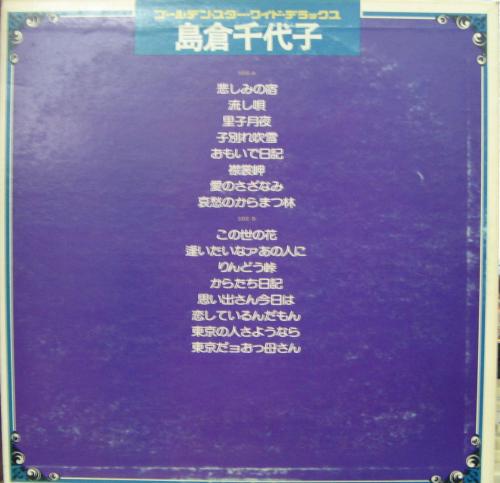 ゴールデン・スター・ワイド・デラックス
島倉千代子
SIDE-A
悲しみの宿
流し唄
里子月夜
子別れ吹雪
おもいで日記
襟裳岬
愛のさざなみ
哀愁のからまつ林
SIDE-B
この世の花
逢いたいなァあの人に
りんどう峠
からたち日記
思い出さん今日は
恋しているんだもん
東京の人さようなら
東京だョおっ母さん